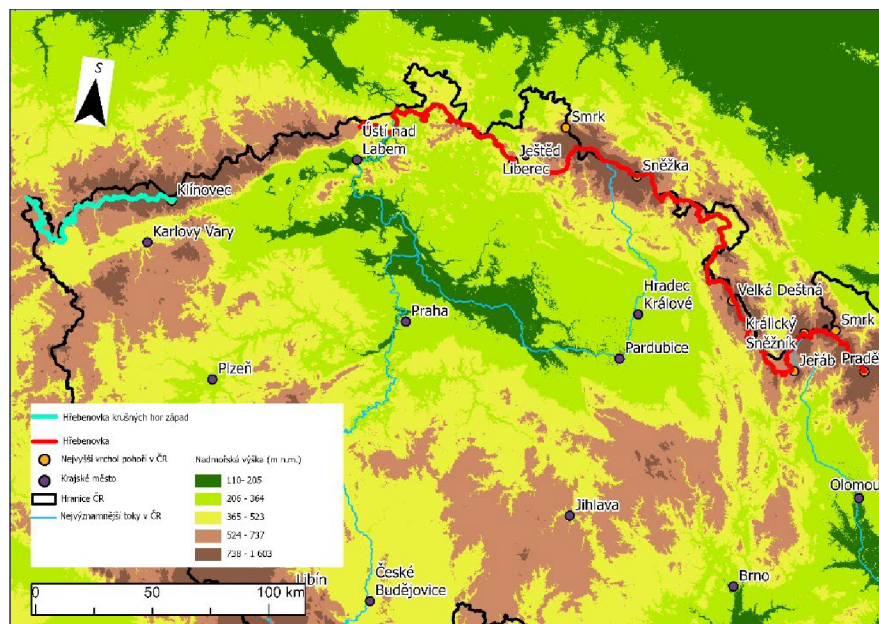 S
Smrk
Ústí nad
Labem
Ještěd
Liberec
Sněžka
Klínovec
Karlovy Vary
Velká Deštná
Hradec
Králové
Praha
Králický
Sněžník
Smrk
Jeřáb
Praděd
Pardubice
Plzeň
Hřebenovka krušných hor západ
Hřebenovka
Nejvyšší vrchol pohoří v ČR
Krajské město
Hranice ČR
Nejvýznamnější toky v ČR
Nadmořská výška (m n.m.)
110- 205
206 - 364
365 - 523
524 - 737
738 - 1 603
Olomou
Jihlava
Libín
České
Budějovice
Brno
0 50 100 km